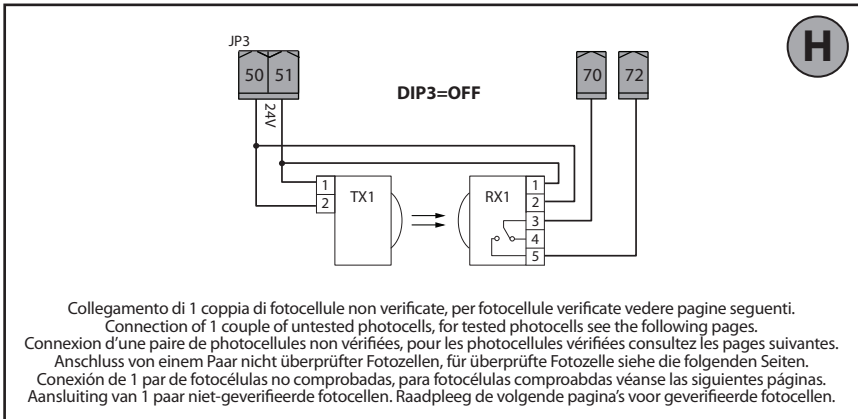 H
JP3
50 51 70 72
DIP3=OFF
24V
1 TX1 RX1 1
2 2
3
4
5
Collegamento di 1 coppia di fotocellule non verificate, per fotocellule verificate vedere pagine seguenti.
Connection of 1 couple of untested photocells, for tested photocells see the following pages.
Connexion d’une paire de photocellules non vérifiées, pour les photocellules vérifiées consultez les pages suivantes.
Anschluss von einem Paar nicht überprüfter Fotozellen, für überprüfte Fotozelle siehe die folgenden Seiten.
Conexión de 1 par de fotocélulas no comprobadas, para fotocélulas comproabdas véanse las siguientes páginas.
Aansluting van 1 paar niet-geverifieerde fotocellen. Raadpleeg de volgende pagina’s voor geverifieerde fotocellen.